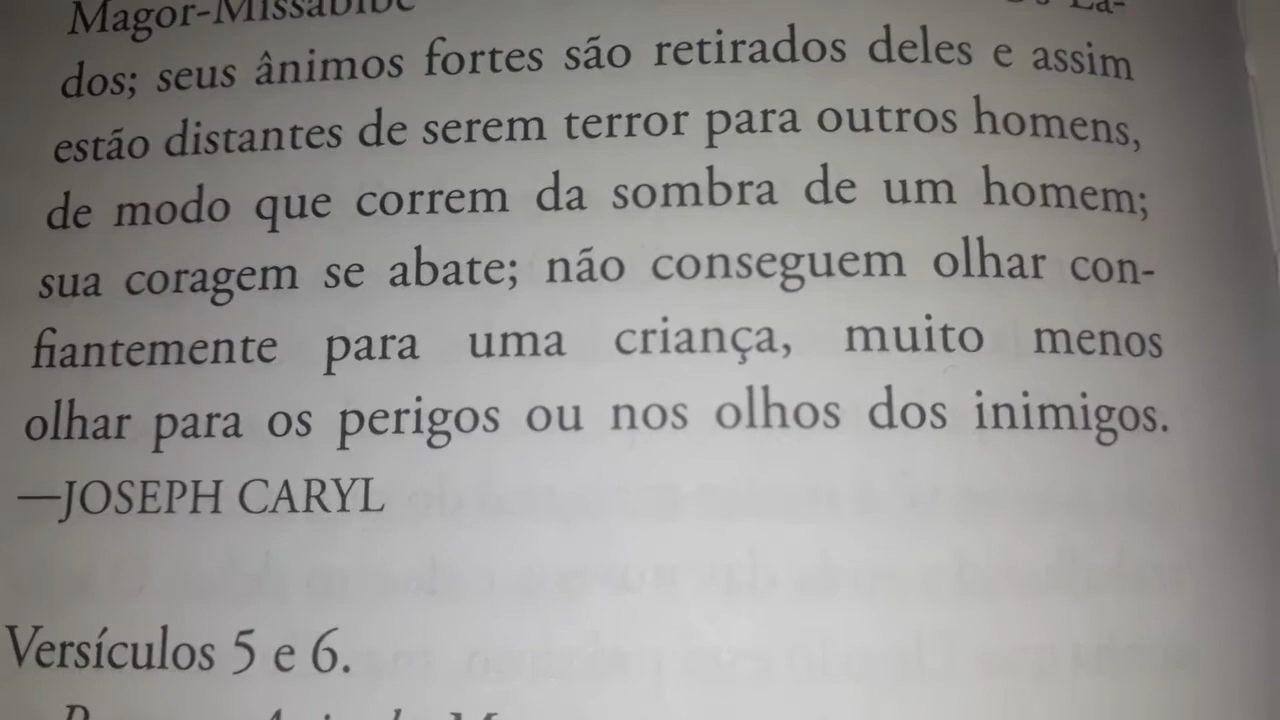 Magor-Missabibe
dos; seus ânimos fortes são retirados deles e assim
estão distantes de serem terror para outros homens,
de modo que correm da sombra de um homem;
sua coragem se abate; não conseguem olhar con-
fiantemente para uma criança, muito menos
olhar para os perigos ou nos olhos dos inimigos.
—JOSEPH CARYL
Versículos 5 e 6.